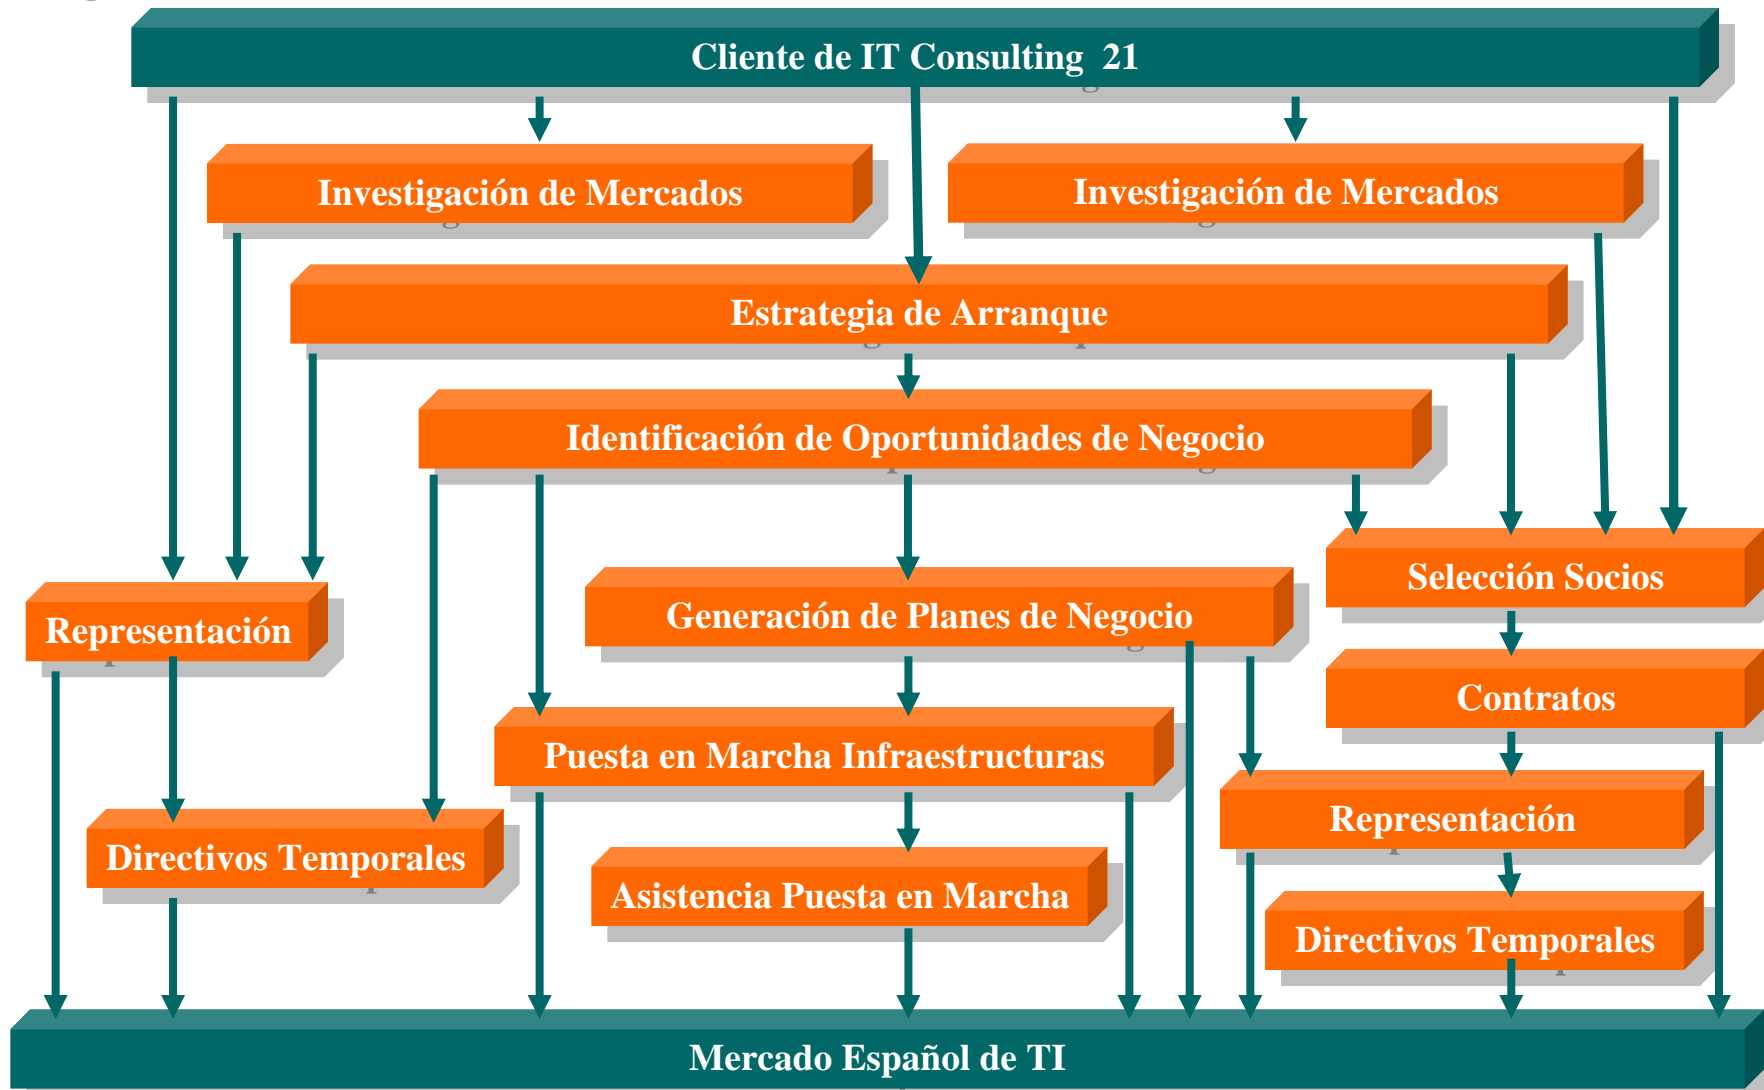 Cliente de IT Consulting 21
Investigación de Mercados
Investigación de Mercados
Estrategia de Arranque
Identificación de Oportunidades de Negocio
Selección Socios
Generación de Planes de Negocio
Representación
Contratos
Puesta en Marcha Infraestructuras
Representación
Directivos Temporales
Asistencia Puesta en Marcha
Directivos Temporales
Mercado Español de TI